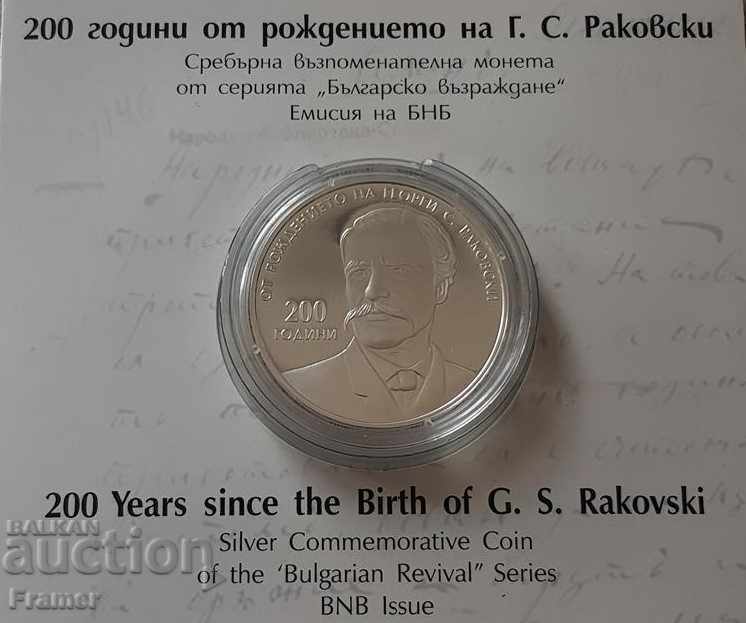 200 години от рождението на Г. С. Раковски
Сребърна възпоменателна монета
от серията „Българско възраждане“
Емисия на БНБ
ОТ РОЖДЕНИЕТО НА ГЕОРГИ С. РАКОВСКИ
200
ГОДИНИ
200 Years since the Birth of G. S. Rakovski
Silver Commemorative Coin
of the ‘Bulgarian Revival” Series
BNB Issue
BALKAN
auction
Framer